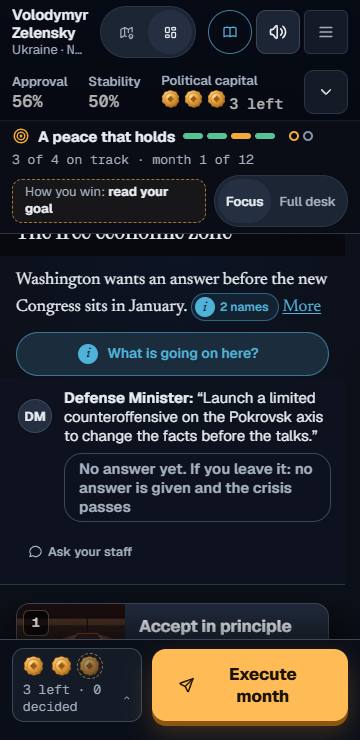 Volodymyr
Zelensky
Ukraine · N…
Approval
56%
Stability
50%
Political capital
3 left
A peace that holds
3 of 4 on track · month 1 of 12
How you win: read your
goal
Focus
Full desk
The free economic zone
Washington wants an answer before the new
Congress sits in January. i 2 names More
i What is going on here?
DM
Defense Minister: “Launch a limited
counteroffensive on the Pokrovsk axis
to change the facts before the talks.”
No answer yet. If you leave it: no
answer is given and the crisis
passes
Ask your staff
1
Accept in principle
3 left · 0
decided
Execute
month